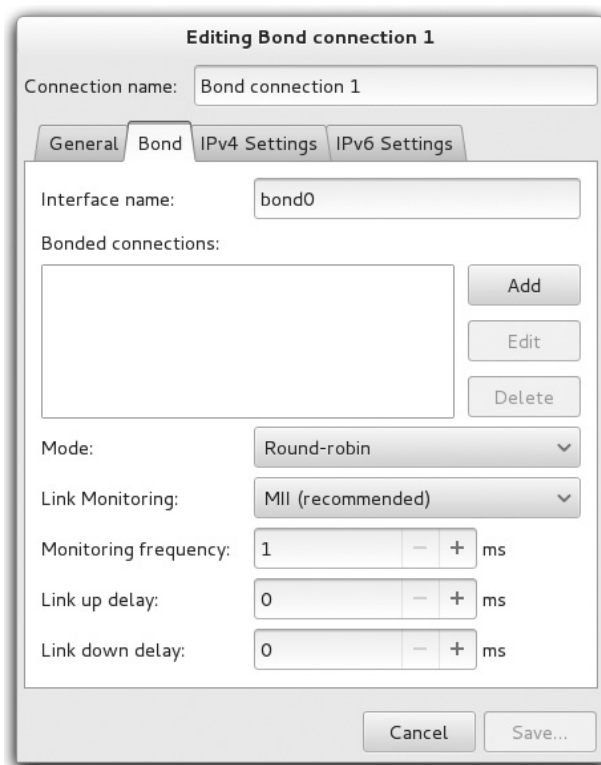 Editing Bond connection 1
Connection name: Bond connection 1
General Bond IPv4 Settings IPv6 Settings
Interface name: bond0
Bonded connections:
Add
Edit
Delete
Mode: Round-robin
Link Monitoring: MII (recommended)
Monitoring frequency: 1 − + ms
Link up delay: 0 − + ms
Link down delay: 0 − + ms
Cancel Save...